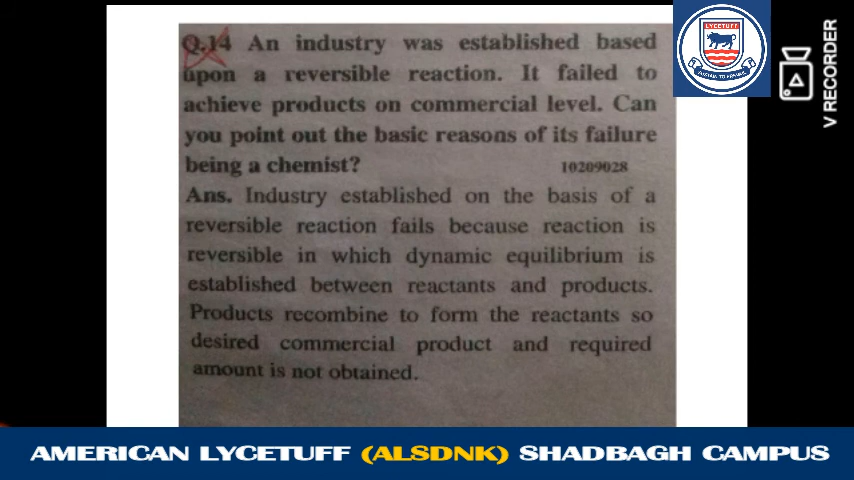 Q.14 An industry was established based
upon a reversible reaction. It failed to
achieve products on commercial level. Can
you point out the basic reasons of its failure
being a chemist?
10209028
Ans. Industry established on the basis of a
reversible reaction fails because reaction is
reversible in which dynamic equilibrium is
established between reactants and products.
Products recombine to form the reactants so
desired commercial product and required
amount is not obtained.
LYCETUFF
V RECORDER
AMERICAN LYCETUFF (ALSDNK) SHADBAGH CAMPUS